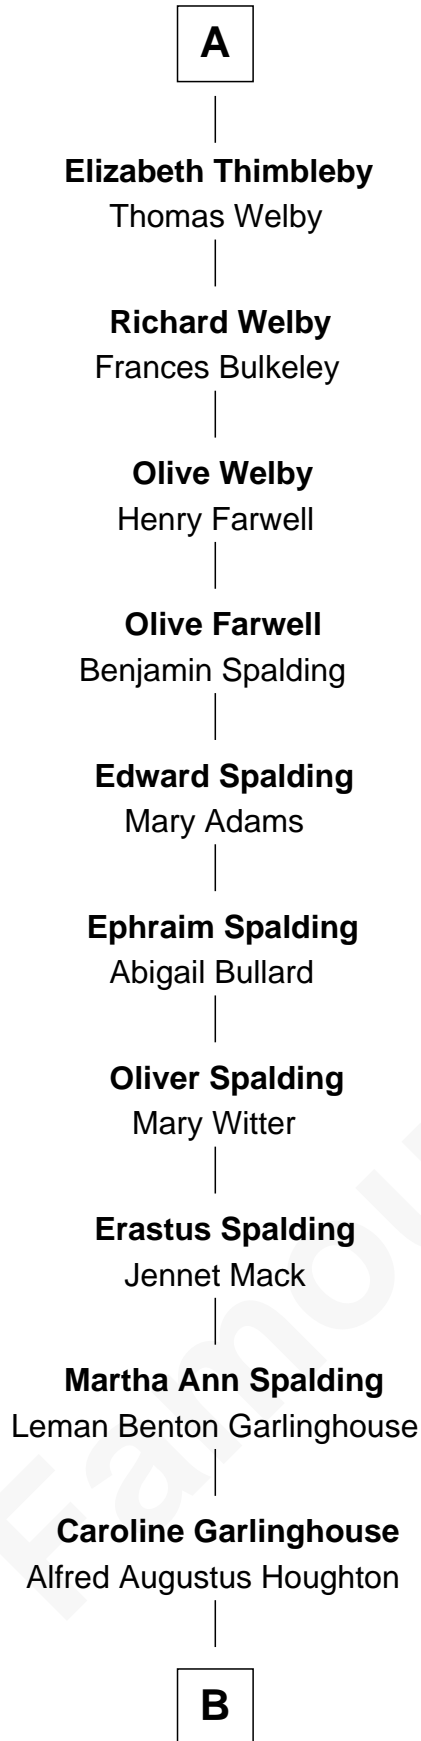 A
Elizabeth Thimbleby
Thomas Welby
Richard Welby
Frances Bulkeley
Olive Welby
Henry Farwell
Olive Farwell
Benjamin Spalding
Edward Spalding
Mary Adams
Ephraim Spalding
Abigail Bullard
Oliver Spalding
Mary Witter
Erastus Spalding
Jennet Mack
Martha Ann Spalding
Leman Benton Garlinghouse
Caroline Garlinghouse
Alfred Augustus Houghton
B
Famou